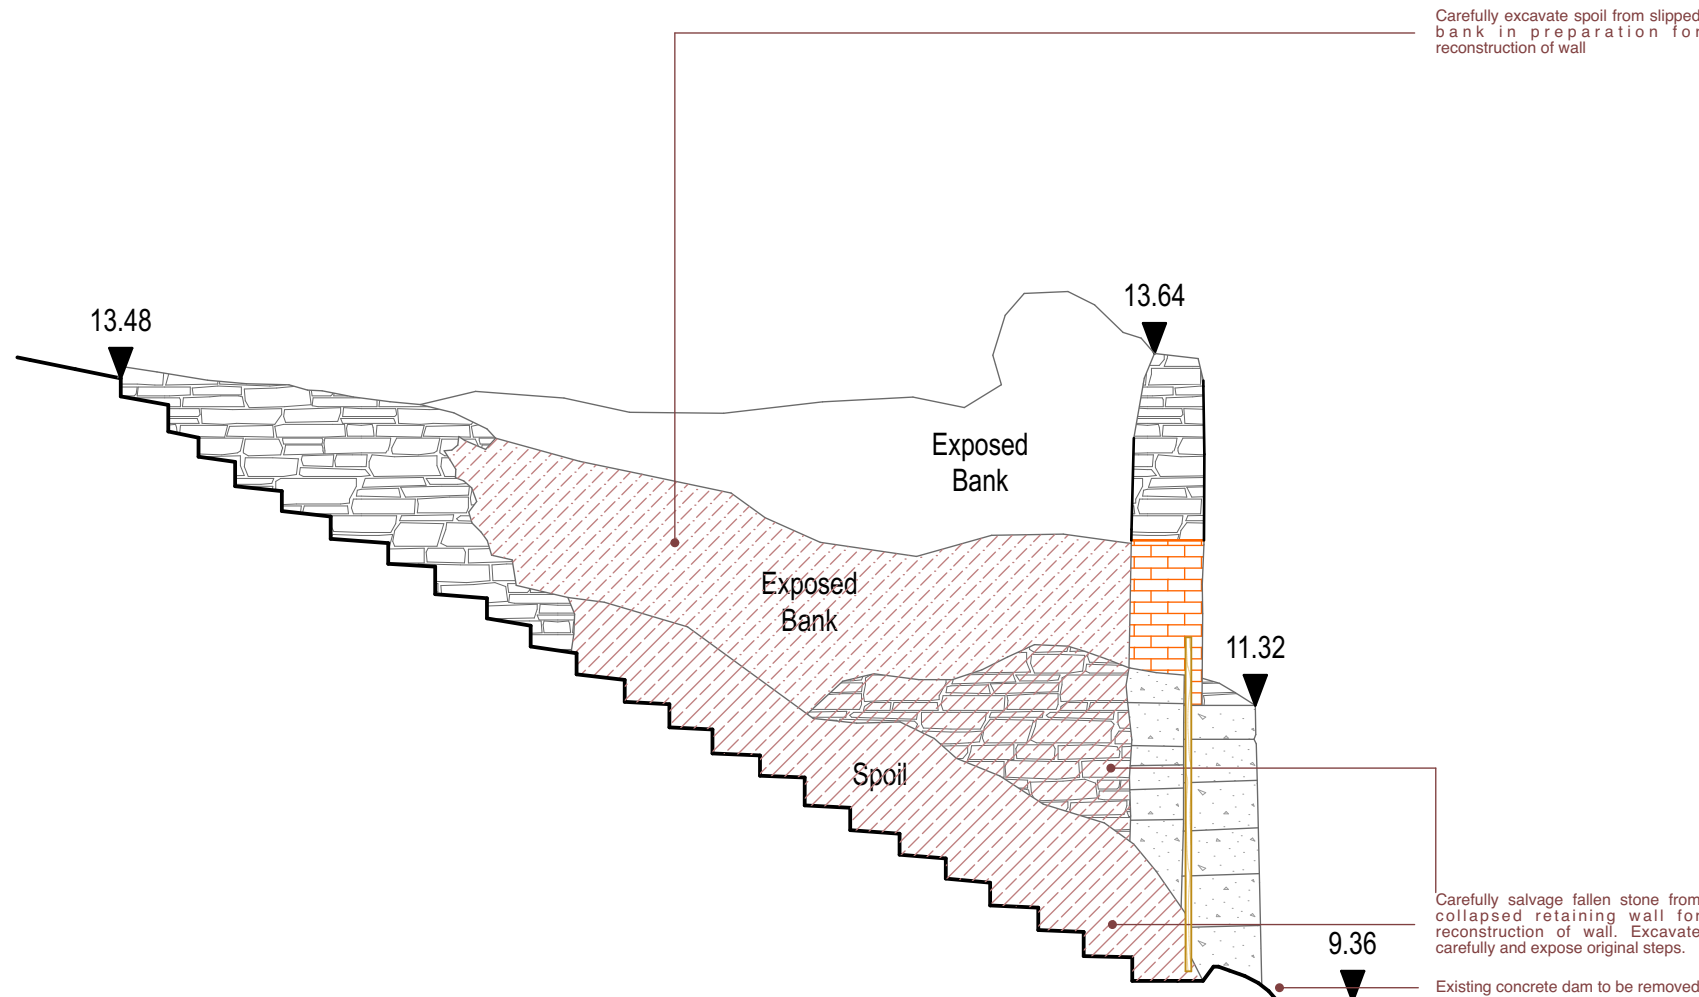 Carefully excavate spoil from slipped
bank in preparation for
reconstruction of wall
13.64
13.48
Exposed
Bank
Exposed
Bank
11.32
Spoil
Carefully salvage fallen stone from
collapsed retaining wall for
reconstruction of wall. Excavate
carefully and expose original steps.
9.36
Existing concrete dam to be removed